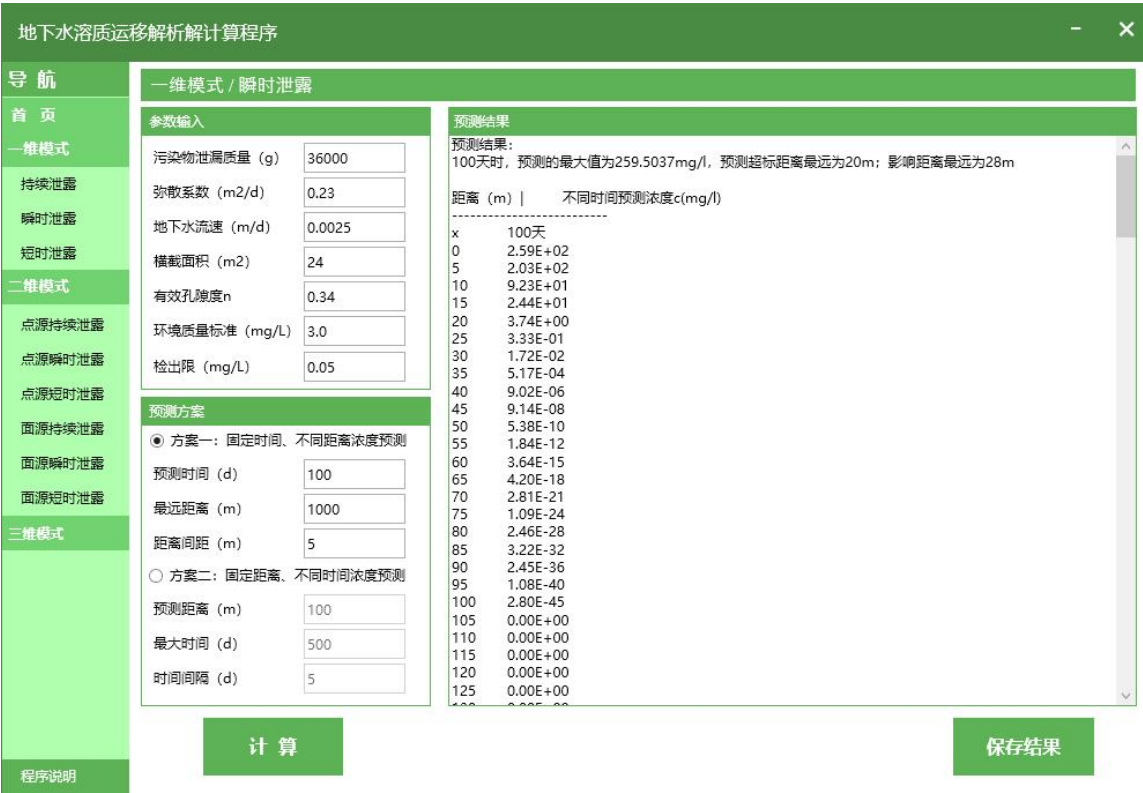 地下水溶质运移解析解计算程序
导 航
首 页
一维模式
持续泄露
瞬时泄露
短时泄露
二维模式
点源持续泄露
点源瞬时泄露
点源短时泄露
面源持续泄露
面源瞬时泄露
面源短时泄露
三维模式
程序说明
一维模式 / 瞬时泄露
参数输入
污染物泄漏质量（g） 36000
弥散系数（m2/d） 0.23
地下水流速（m/d） 0.0025
横截面积（m2） 24
有效孔隙度n 0.34
环境质量标准（mg/L） 3.0
检出限（mg/L） 0.05
预测方案
方案一：固定时间、不同距离浓度预测
预测时间（d） 100
最远距离（m） 1000
距离间距（m） 5
方案二：固定距离、不同时间浓度预测
预测距离（m） 100
最大时间（d） 500
时间间隔（d） 5
计 算
预测结果
预测结果：
100天时，预测的最大值为259.5037mg/l，预测超标距离最远为20m；影响距离最远为28m
距离（m）| 不同时间预测浓度c(mg/l)
--------------------------
x 100天
0 2.59E+02
5 2.03E+02
10 9.23E+01
15 2.44E+01
20 3.74E+00
25 3.33E-01
30 1.72E-02
35 5.17E-04
40 9.02E-06
45 9.14E-08
50 5.38E-10
55 1.84E-12
60 3.64E-15
65 4.20E-18
70 2.81E-21
75 1.09E-24
80 2.46E-28
85 3.22E-32
90 2.45E-36
95 1.08E-40
100 2.80E-45
105 0.00E+00
110 0.00E+00
115 0.00E+00
120 0.00E+00
125 0.00E+00
保存结果